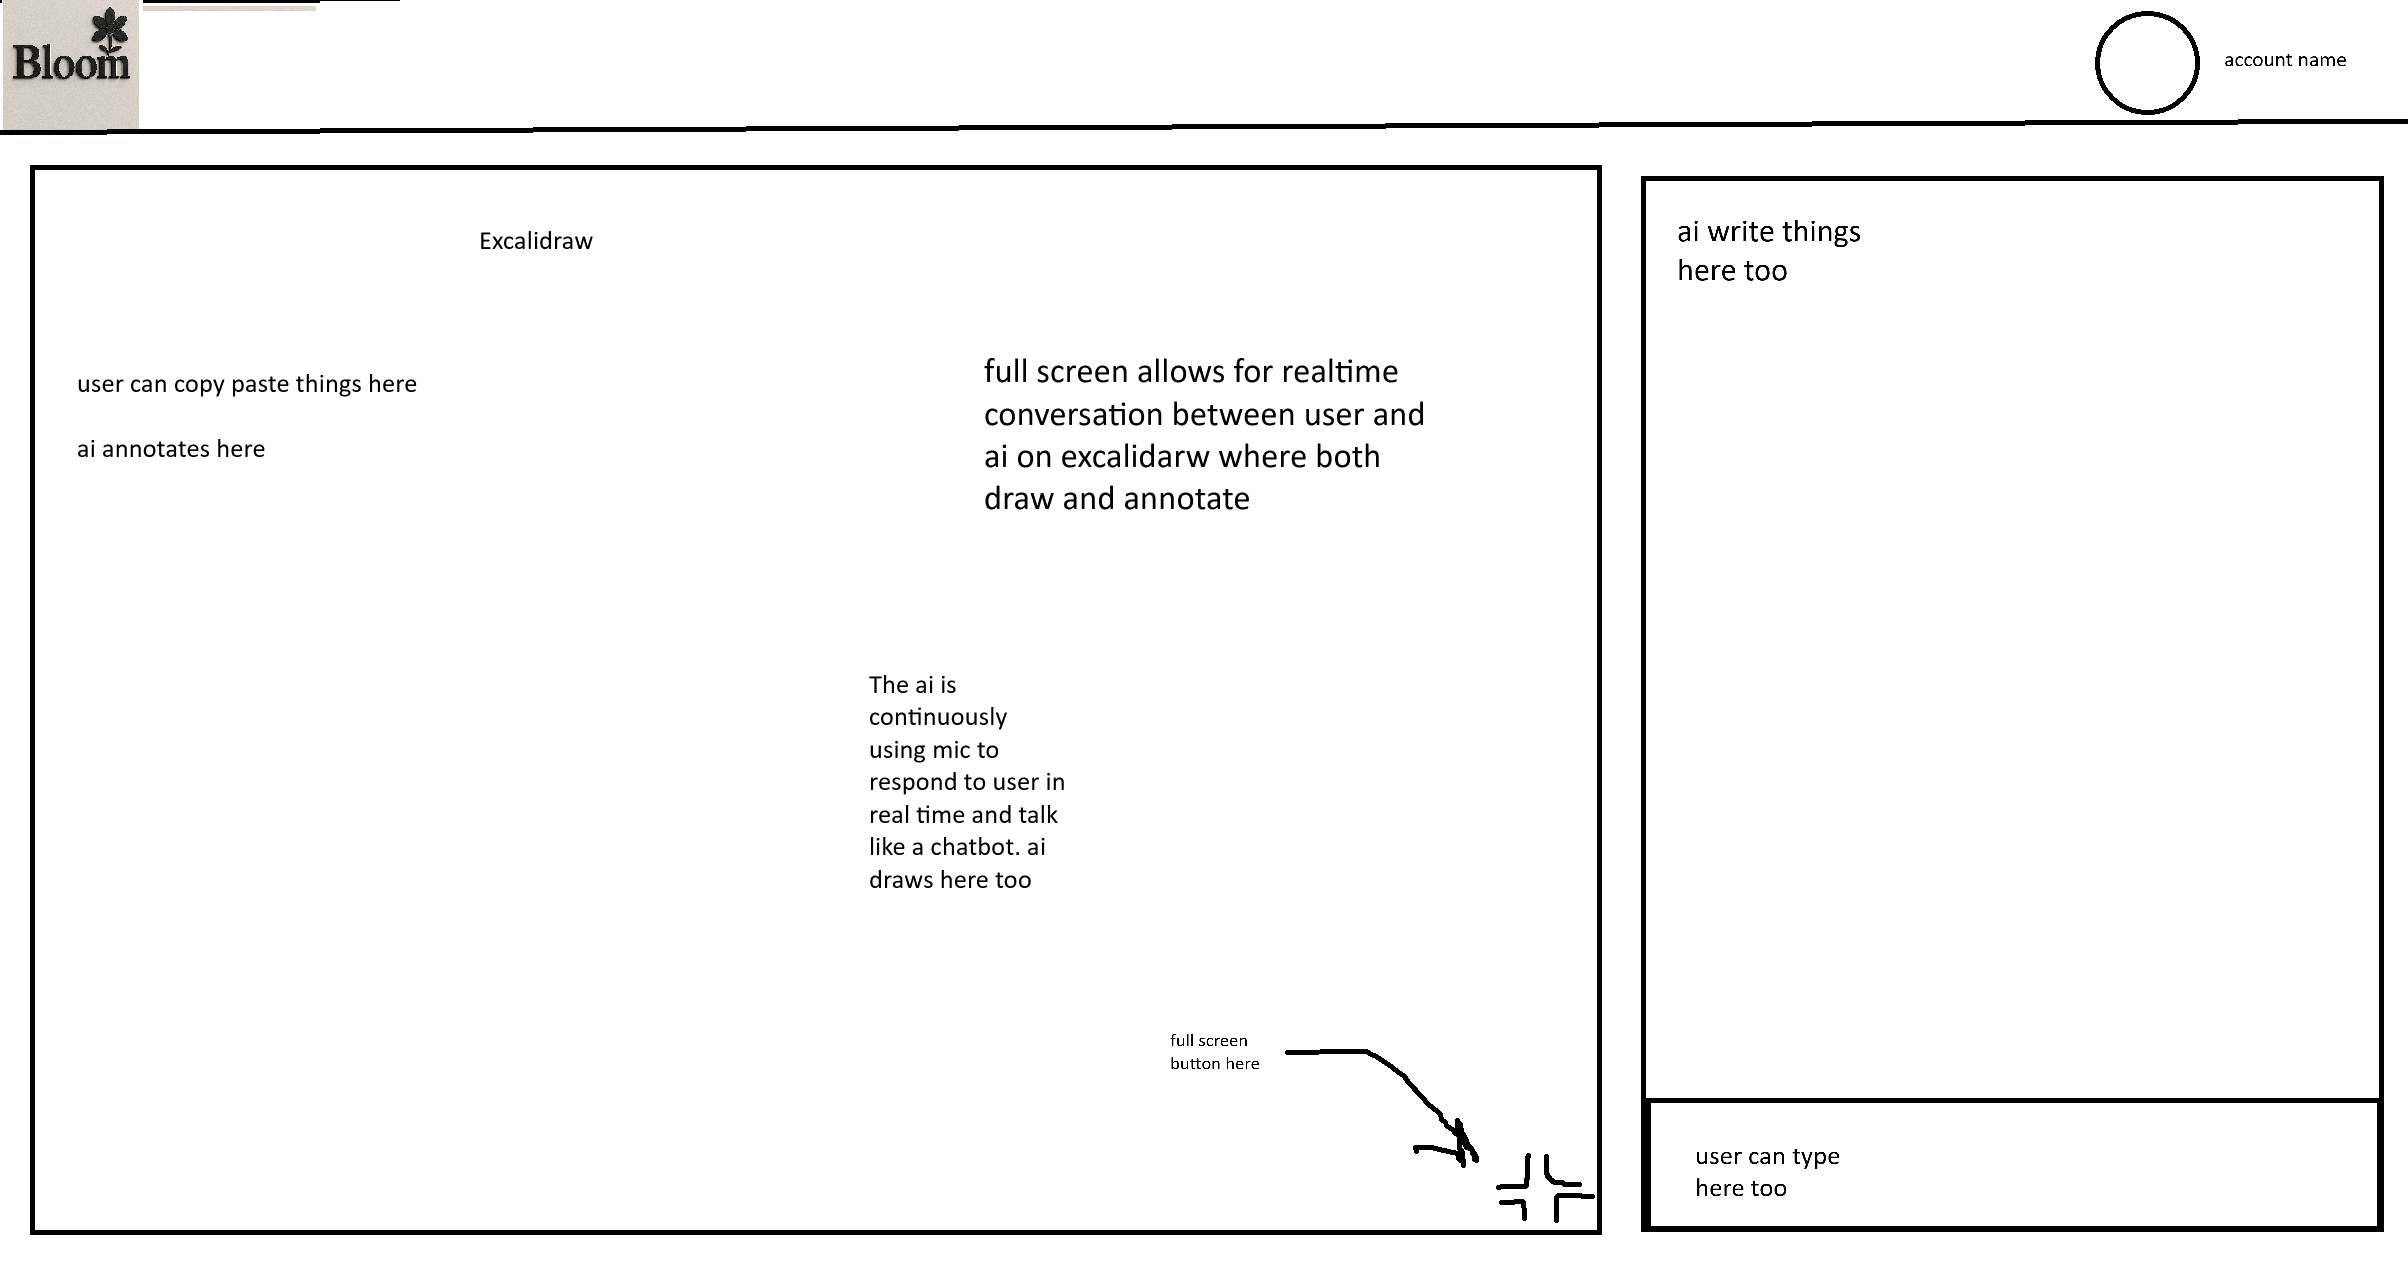 Bloom
account name
Excalidraw
user can copy paste things here
ai annotates here
full screen allows for realtime
conversation between user and
ai on excalidarw where both
draw and annotate
The ai is
continuously
using mic to
respond to user in
real time and talk
like a chatbot. ai
draws here too
full screen
button here
ai write things
here too
user can type
here too